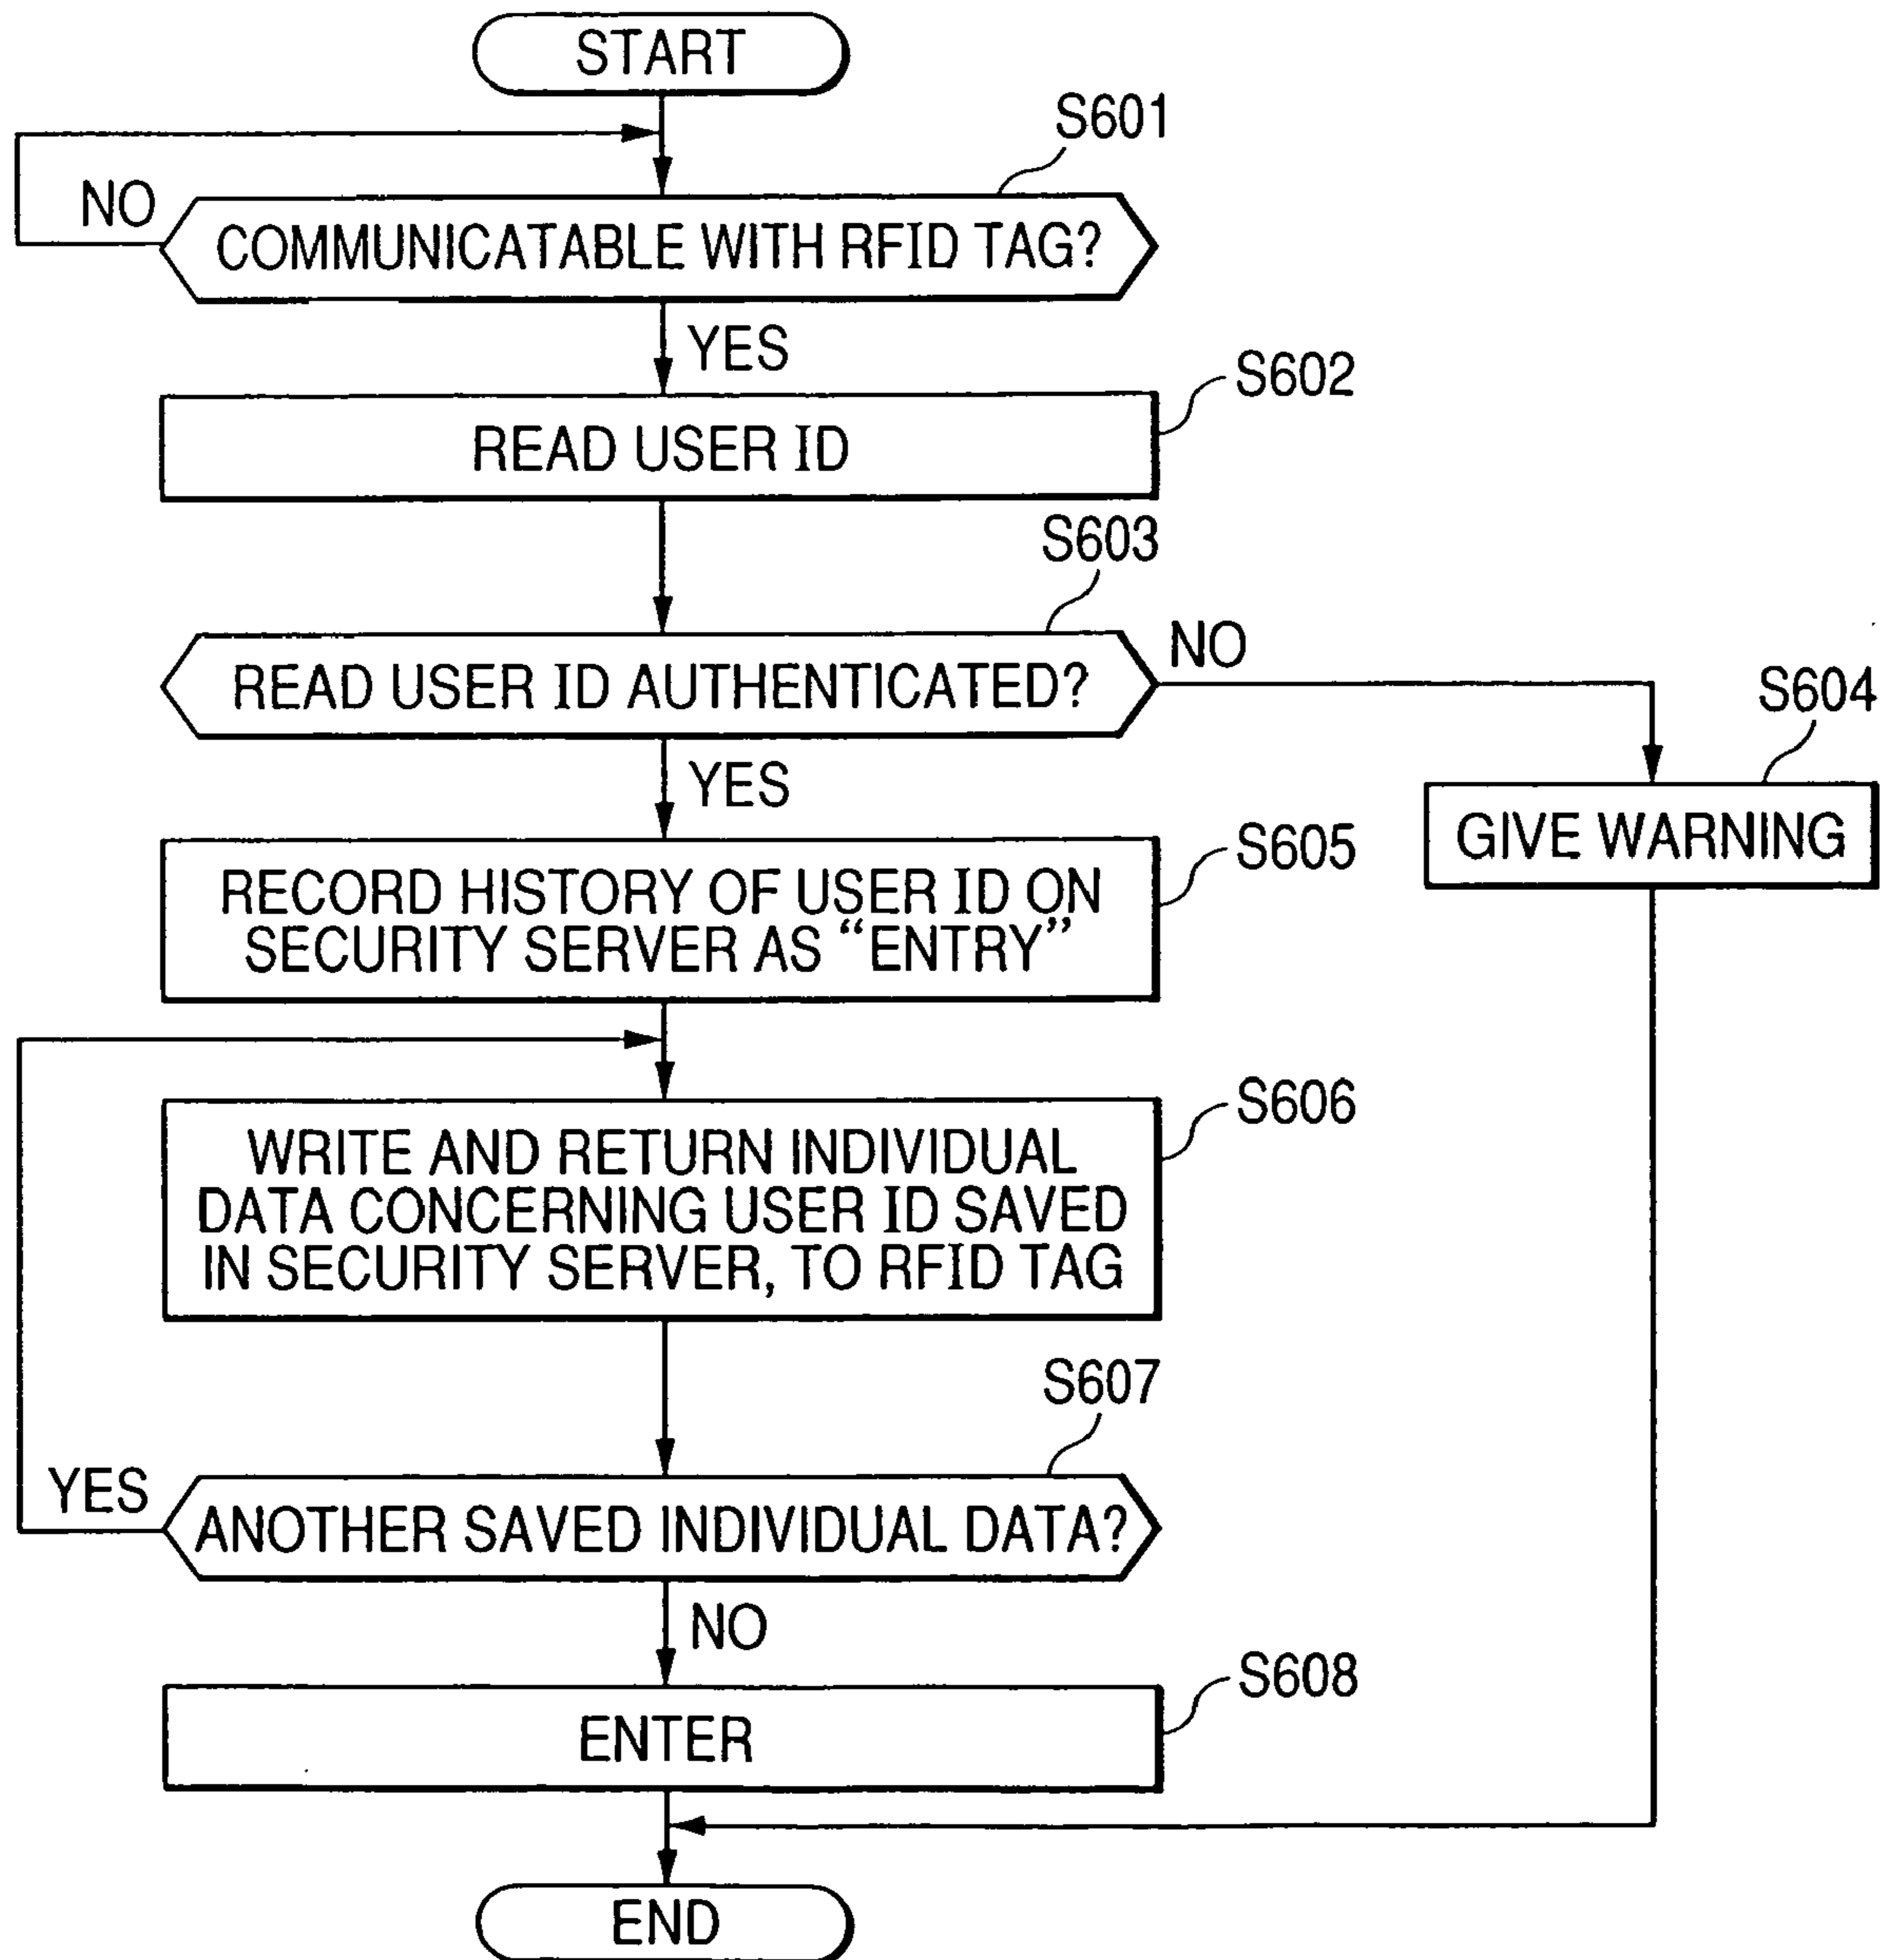 START
S601
NO
COMMUNICATABLE WITH RFID TAG?
YES
S602
READ USER ID
S603
READ USER ID AUTHENTICATED?
NO
S604
YES
GIVE WARNING
S605
RECORD HISTORY OF USER ID ON
SECURITY SERVER AS “ENTRY”
S606
WRITE AND RETURN INDIVIDUAL
DATA CONCERNING USER ID SAVED
IN SECURITY SERVER, TO RFID TAG
S607
YES
ANOTHER SAVED INDIVIDUAL DATA?
NO
S608
ENTER
END